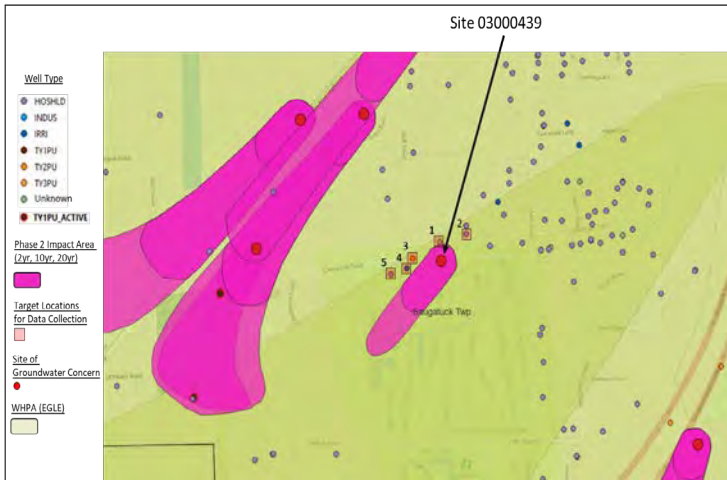 Site 03000439
Well Type
HOSHLD
INDUS
IRRI
TY1PU
TY2PU
TY3PU
Unknown
TY1PU_ACTIVE
Phase 2 Impact Area
(2yr, 10yr, 20yr)
Target Locations
for Data Collection
Site of
Groundwater Concern
WHPA (EGLE)
1
2
3
4
5
Saugatuck Twp